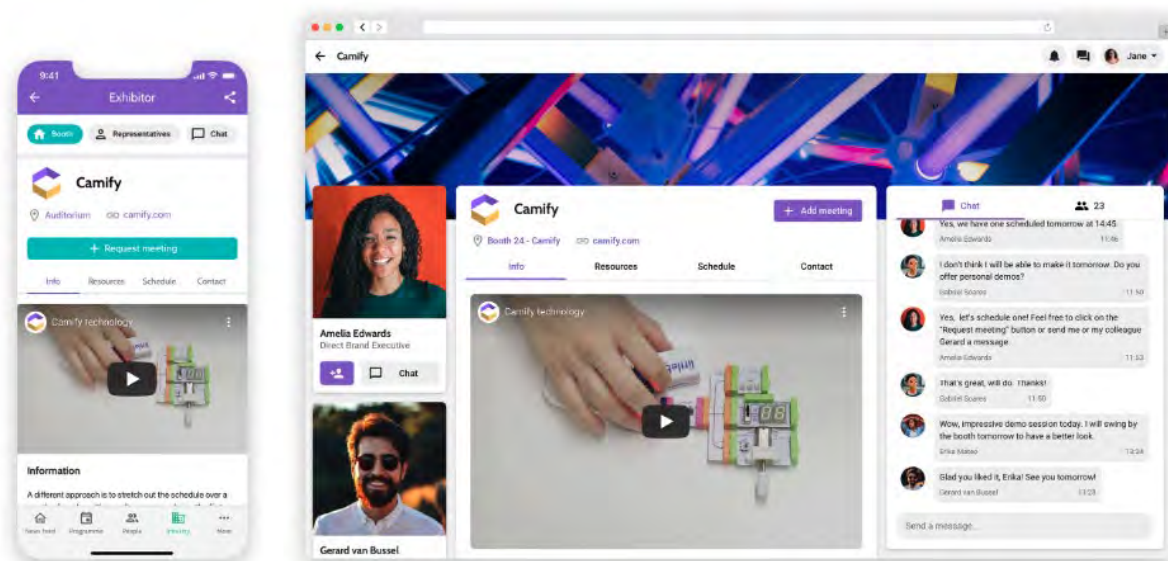 9:41
Exhibitor
Booth
Representatives
Chat
Camify
Auditorium
camify.com
+ Request meeting
Info
Resources
Schedule
Contact
Camify technology
Information
A different approach is to stretch out the schedule over a
News feed
Programme
People
More
Camify
Jane
Amelia Edwards
Direct Brand Executive
Chat
Gerard van Bussel
Camify
+ Add meeting
Booth 24 - Camify
camify.com
Info
Resources
Schedule
Contact
Camify technology
littleBits
88
Chat
23
Yes, we have one scheduled tomorrow at 14:45
Amelia Edwards
11:46
I don't think I will be able to make it tomorrow. Do you
offer personal demos?
Gabriel Soares
11:50
Yes, let's schedule one! Feel free to click on the
"Request meeting" button or send me or my colleague
Gerard a message.
Amelia Edwards
11:53
That's great, will do. Thanks!
Gabriel Soares
11:50
Wow, impressive demo session today. I will swing by
the booth tomorrow to have a better look.
Erika Mateo
13:24
Glad you liked it, Erika! See you tomorrow!
Gerard van Bussel
Send a message...